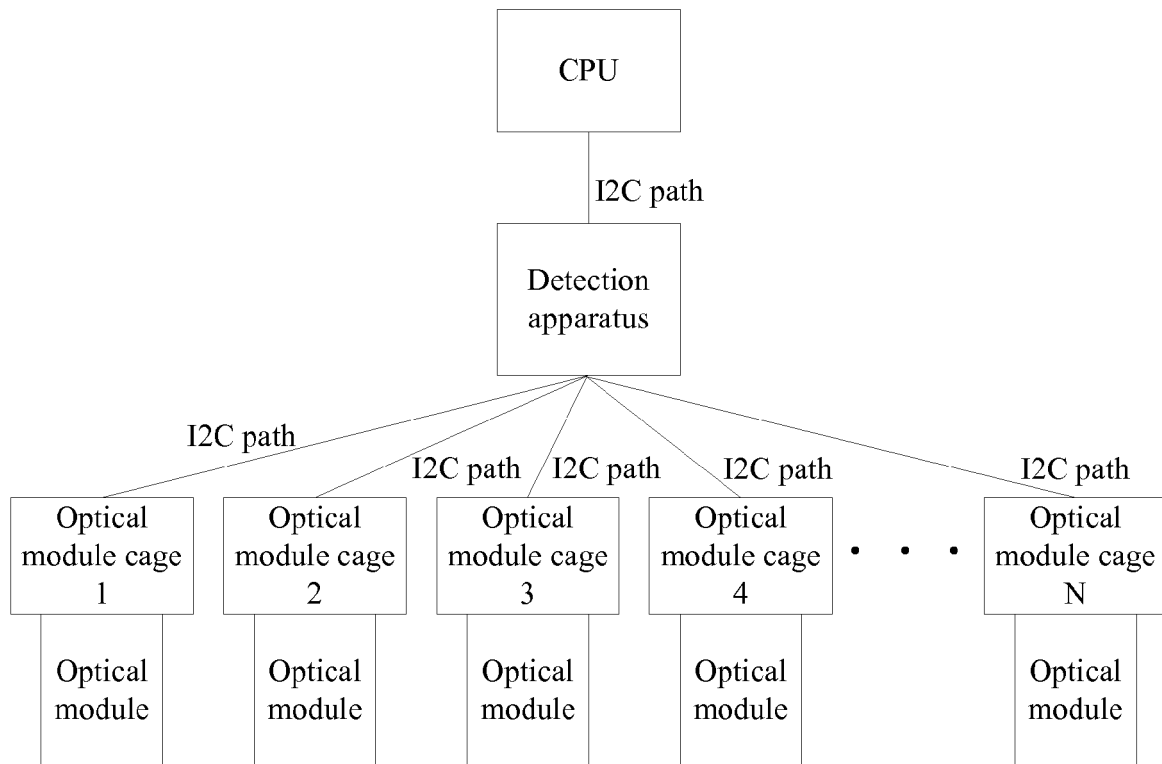 CPU
I2C path
Detection
apparatus
I2C path
I2C path
I2C path
I2C path
I2C path
Optical
module cage
1
Optical
module cage
2
Optical
module cage
3
Optical
module cage
4
• • •
Optical
module cage
N
Optical
module
Optical
module
Optical
module
Optical
module
Optical
module